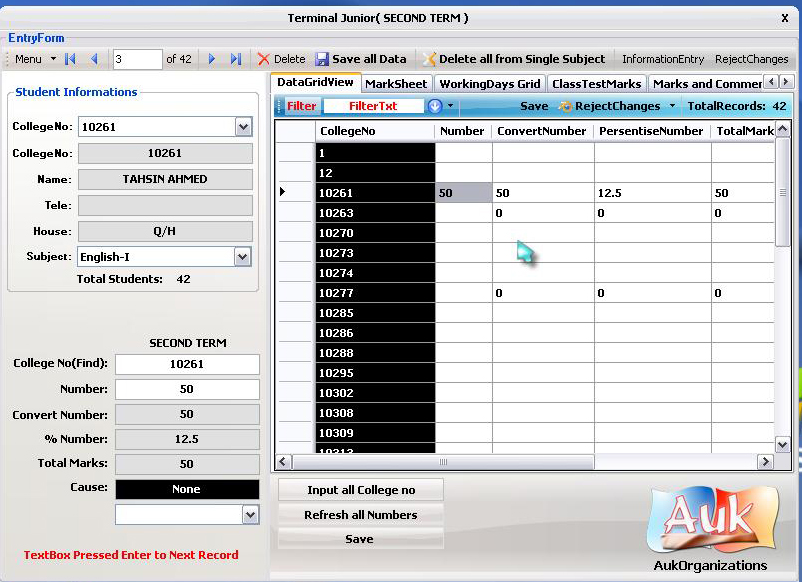 Terminal Junior( SECOND TERM ) X
EntryForm
Menu 3 of 42 Delete Save all Data Delete all from Single Subject InformationEntry RejectChanges
Student Informations
CollegeNo: 10261
CollegeNo: 10261
Name: TAHSIN AHMED
Tele:
House: Q/H
Subject: English-I
Total Students: 42
SECOND TERM
College No(Find): 10261
Number: 50
Convert Number: 50
% Number: 12.5
Total Marks: 50
Cause: None
TextBox Pressed Enter to Next Record
DataGridView MarkSheet WorkingDays Grid ClassTestMarks Marks and Commer
Filter FilterTxt Save RejectChanges TotalRecords: 42
CollegeNo Number ConvertNumber PersentiseNumber TotalMark
1
12
10261 50 50 12.5 50
10263 0 0 0
10270
10273
10274
10277 0 0 0
10285
10286
10288
10295
10302
10308
10309
10313
Input all College no
Refresh all Numbers
Save
Auk
AukOrganizations